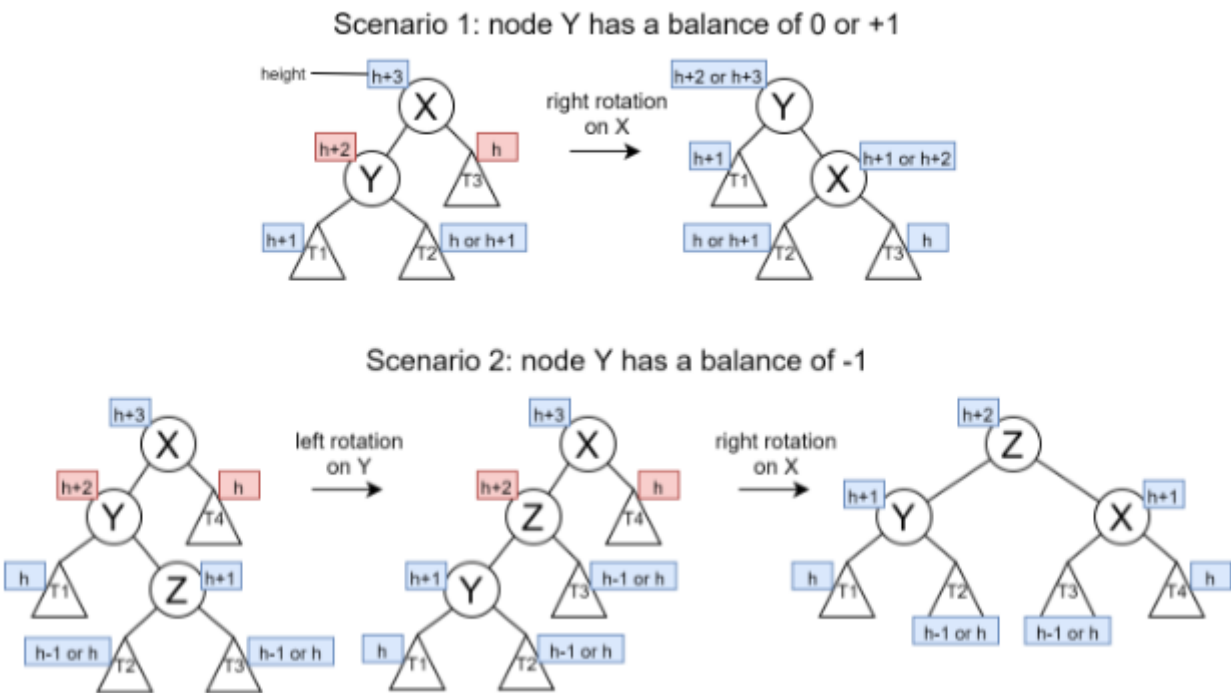 Scenario 1: node Y has a balance of 0 or +1
height
h+3
X
h+2
Y
h
T3
h+1
T1
T2
h or h+1
right rotation
on X
h+2 or h+3
Y
h+1
T1
X
h+1 or h+2
h or h+1
T2
T3
h
Scenario 2: node Y has a balance of -1
h+3
X
h+2
Y
h
T4
h
T1
Z
h+1
h-1 or h
T2
T3
h-1 or h
left rotation
on Y
h+3
X
h+2
Z
h
T4
h+1
Y
T3
h-1 or h
h
T1
T2
h-1 or h
right rotation
on X
h+2
Z
h+1
Y
X
h+1
h
T1
T2
h-1 or h
T3
h-1 or h
T4
h